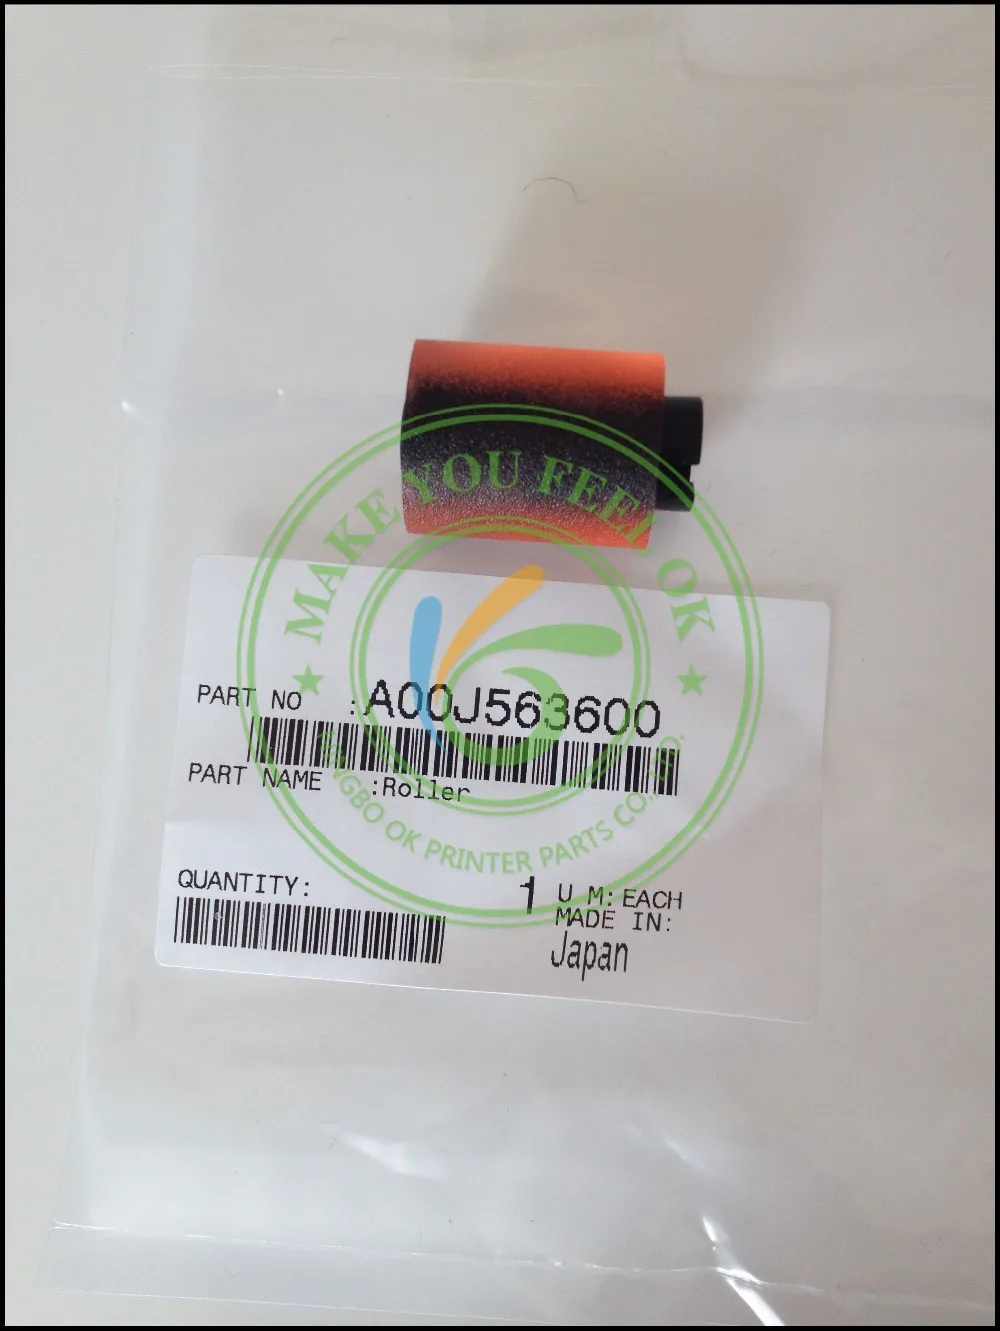 MAKE YOU FEEL OK
PART NO :A00J563600
PART NAME :Roller
NINGBO OK PRINTER PARTS CO., LTD.
QUANTITY: 1 U M: EACH
MADE IN:
Japan